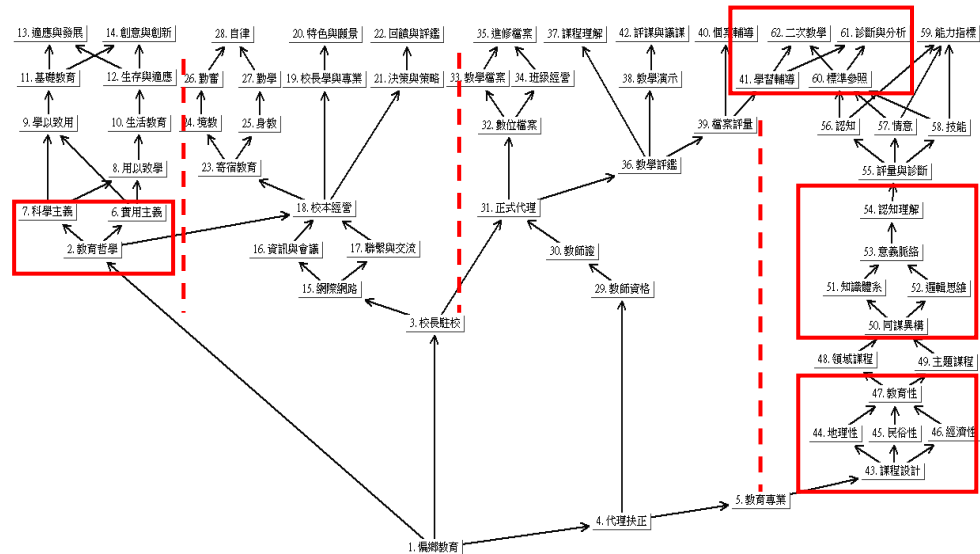 13. 適應與發展
14. 創意與創新
28. 自律
20. 特色與願景
22. 回饋與評鑑
35. 進修檔案
37. 課程理解
42. 評課與議課
40. 個案輔導
62. 二次教學
61. 診斷與分析
59. 能力指標
11. 基礎教育
12. 生存與適應
26. 勤奮
27. 勤學
19. 校長學與專業
21. 決策與策略
33. 教學檔案
34. 班級經營
38. 教學演示
41. 學習輔導
60. 標準參照
9. 學以致用
10. 生活教育
24. 境教
25. 身教
32. 數位檔案
39. 檔案評量
56. 認知
57. 情意
58. 技能
8. 用以致學
23. 寄宿教育
36. 教學評鑑
55. 評量與診斷
7. 科學主義
6. 實用主義
18. 校本經營
31. 正式代理
54. 認知理解
2. 教育哲學
16. 資訊與會議
17. 聯繫與交流
30. 教師證
53. 意義脈絡
15. 網際網路
29. 教師資格
51. 知識體系
52. 邏輯思維
3. 校長駐校
50. 同課異構
48. 領域課程
49. 主題課程
47. 教育性
44. 地理性
45. 民俗性
46. 經濟性
43. 課程設計
5. 教育專業
4. 代理扶正
1. 偏鄉教育